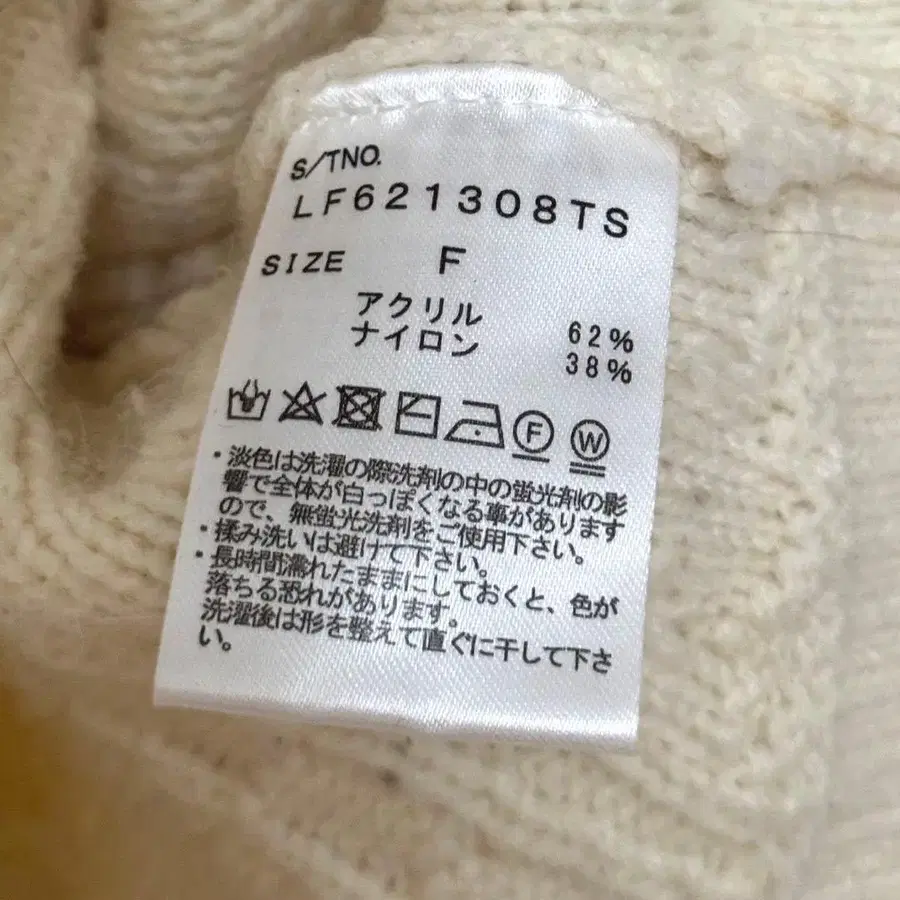 S/TNO.
LF621308TS
SIZE F
アクリル 62%
ナイロン 38%
F W
・淡色は洗濯の際洗剤の中の蛍光剤の影
響で全体が白っぽくなる事があります
ので、無蛍光洗剤をご使用下さい。
・揉み洗いは避けて下さい。
・長時間濡れたままにしておくと、色が
落ちる恐れがあります。
洗濯後は形を整えて直ぐに干して下さ
い。